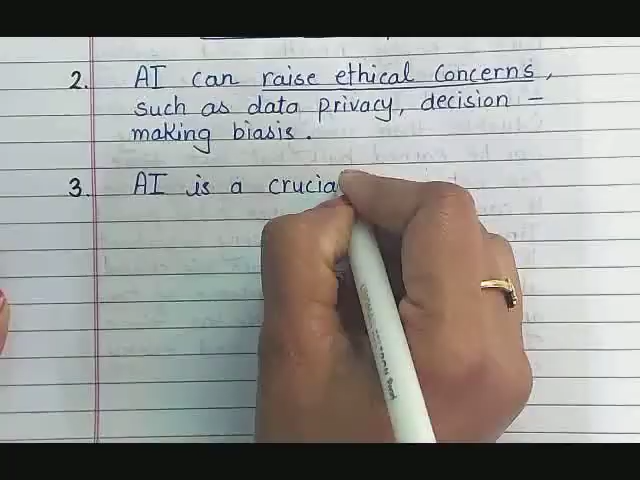 2. AI can raise ethical concerns,
such as data privacy, decision -
making biasis.
3. AI is a crucia